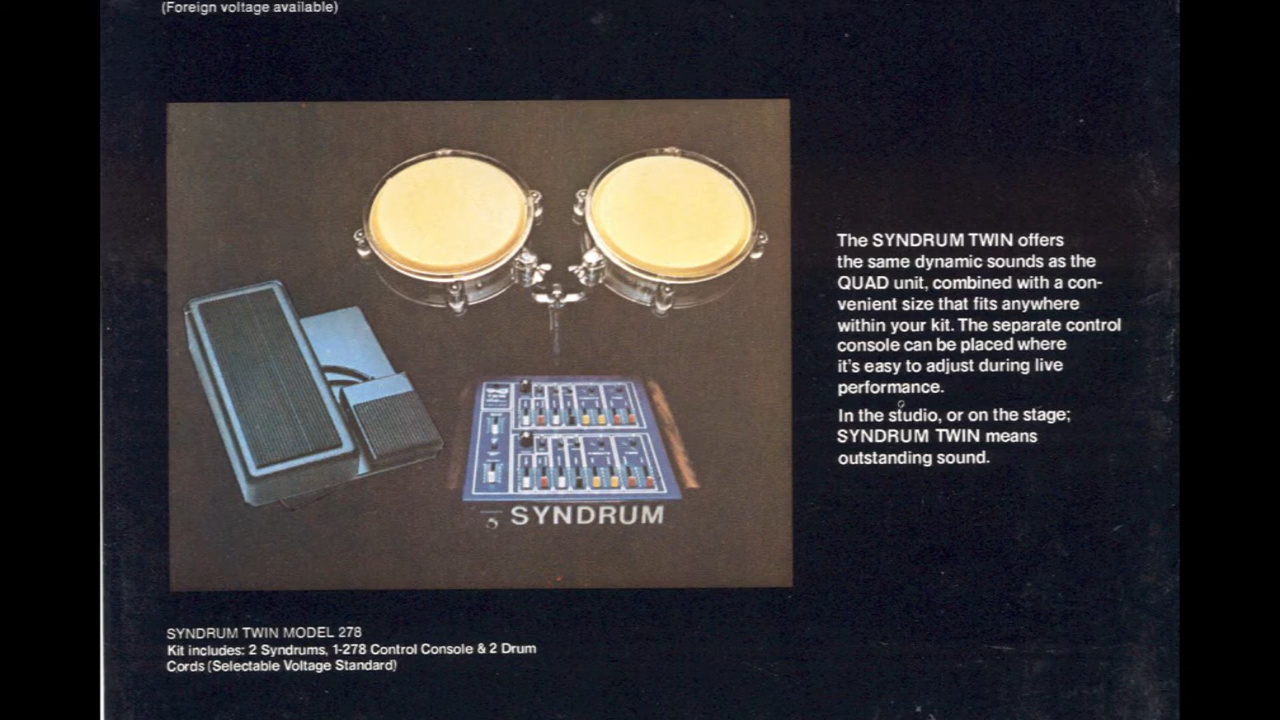 (Foreign voltage available)
SYNDRUM
The SYNDRUM TWIN offers
the same dynamic sounds as the
QUAD unit, combined with a con-
venient size that fits anywhere
within your kit. The separate control
console can be placed where
it's easy to adjust during live
performance.
In the studio, or on the stage;
SYNDRUM TWIN means
outstanding sound.
SYNDRUM TWIN MODEL 278
Kit includes: 2 Syndrums, 1-278 Control Console & 2 Drum
Cords (Selectable Voltage Standard)